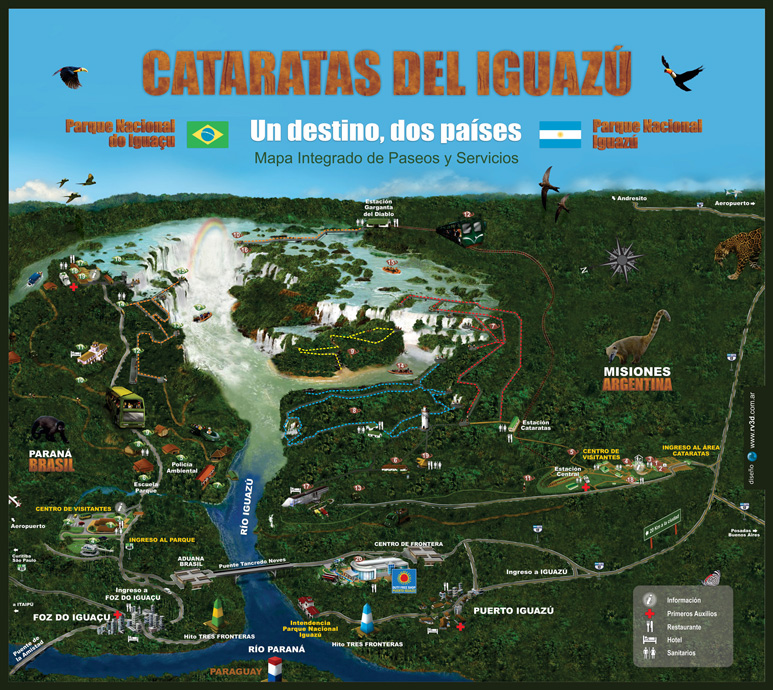 CATARATAS DEL IGUAZÚ
Parque Nacional
do Iguaçu
Un destino, dos países
Parque Nacional
Iguazú
Mapa Integrado de Paseos y Servicios
Estación
Garganta
del Diablo
Andresito
Aeropuerto
MISIONES
ARGENTINA
PARANÁ
BRASIL
Estación
Cataratas
Policía
Ambiental
Escuela
Parque
CENTRO DE
VISITANTES
INGRESO AL ÁREA
CATARATAS
Estación
Central
diseño www.rv3d.com.ar
CENTRO DE VISITANTES
Aeropuerto
INGRESO AL PARQUE
RÍO IGUAZÚ
Curitiba
São Paulo
ADUANA
BRASIL
Puente Tancredo Neves
CENTRO DE FRONTERA
Posadas
Buenos Aires
Ingreso a IGUAZÚ
a ITAIPÚ
Ingreso a
FOZ DO IGUAÇU
FOZ DO IGUAÇU
Hito TRES FRONTERAS
Intendencia
Parque Nacional
Iguazú
Hito TRES FRONTERAS
PUERTO IGUAZÚ
Puente de
la Amistad
RÍO PARANÁ
PARAGUAY
Información
Primeros Auxilios
Restaurante
Hotel
Sanitarios